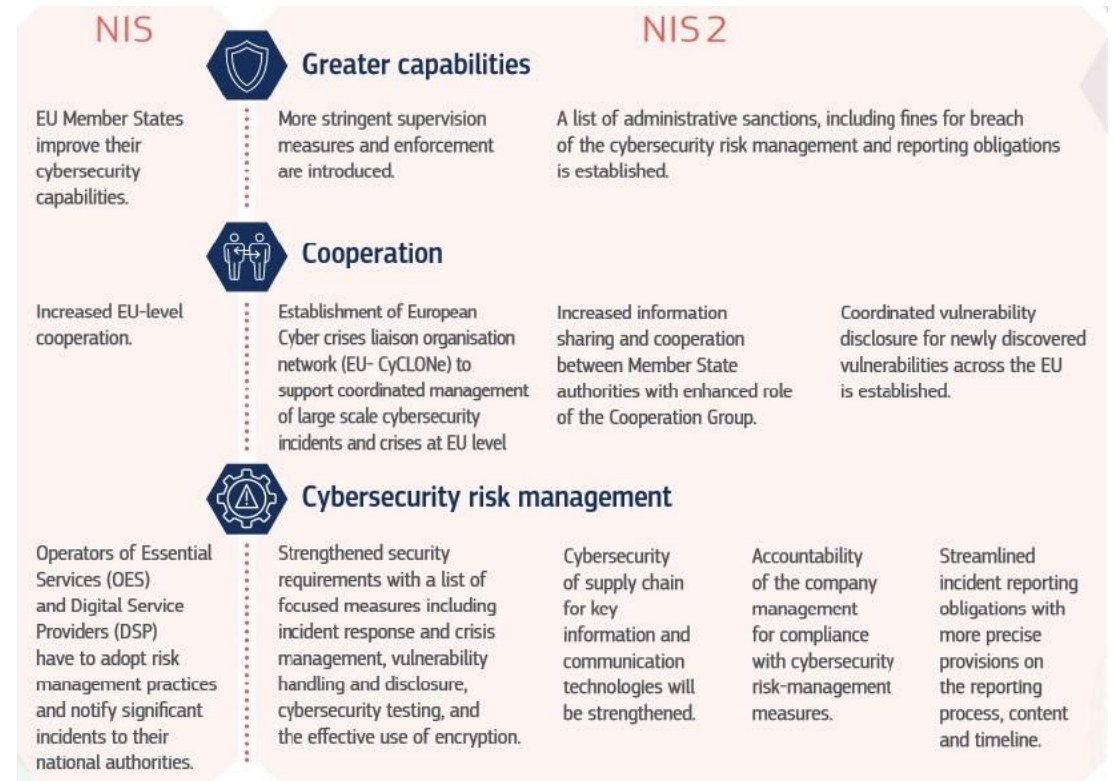 NIS
NIS 2
Greater capabilities
EU Member States
improve their
cybersecurity
capabilities.
More stringent supervision
measures and enforcement
are introduced.
A list of administrative sanctions, including fines for breach
of the cybersecurity risk management and reporting obligations
is established.
Cooperation
Increased EU-level
cooperation.
Establishment of European
Cyber crises liaison organisation
network (EU- CyCLONe) to
support coordinated management
of large scale cybersecurity
incidents and crises at EU level
Increased information
sharing and cooperation
between Member State
authorities with enhanced role
of the Cooperation Group.
Coordinated vulnerability
disclosure for newly discovered
vulnerabilities across the EU
is established.
Cybersecurity risk management
Operators of Essential
Services (OES)
and Digital Service
Providers (DSP)
have to adopt risk
management practices
and notify significant
incidents to their
national authorities.
Strengthened security
requirements with a list of
focused measures including
incident response and crisis
management, vulnerability
handling and disclosure,
cybersecurity testing, and
the effective use of encryption.
Cybersecurity
of supply chain
for key
information and
communication
technologies will
be strengthened.
Accountability
of the company
management
for compliance
with cybersecurity
risk-management
measures.
Streamlined
incident reporting
obligations with
more precise
provisions on
the reporting
process, content
and timeline.